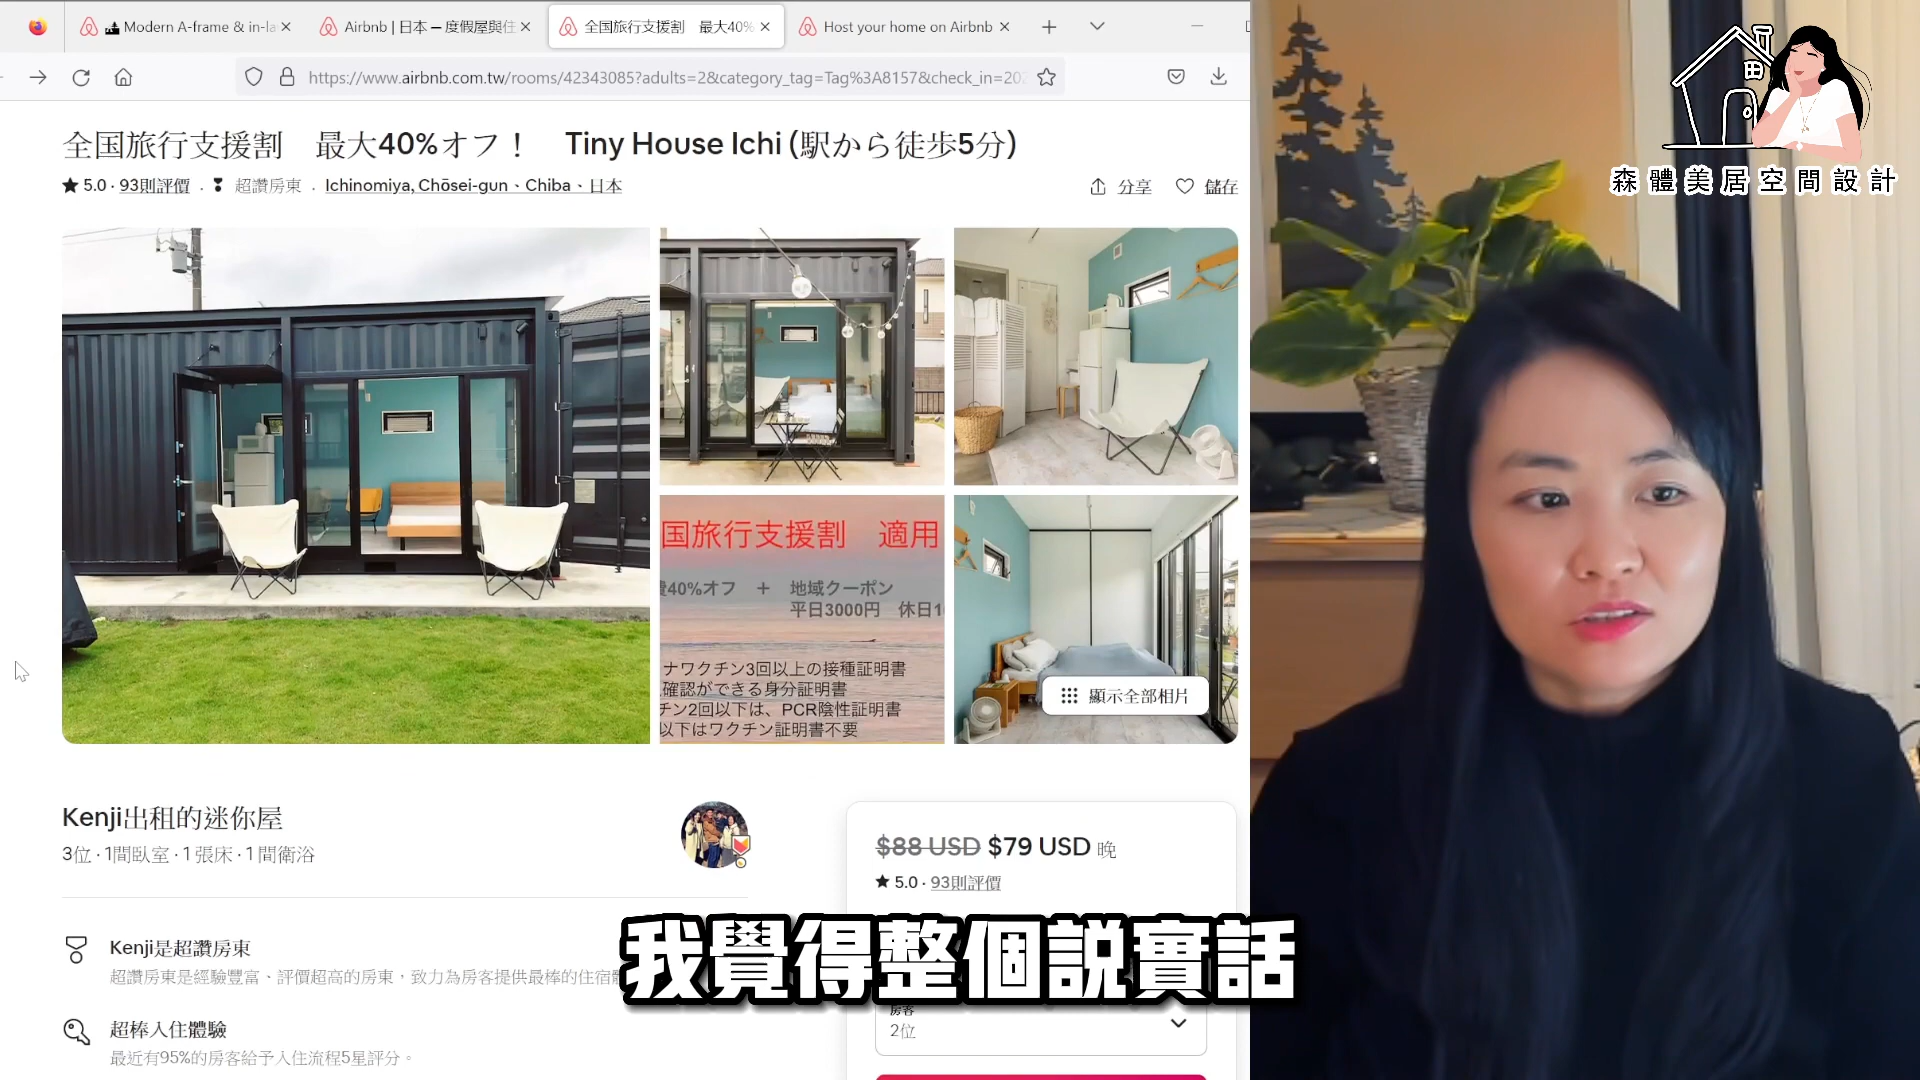 Modern A-frame & in-la
Airbnb | 日本 – 度假屋與住
全国旅行支援割　最大40%
Host your home on Airbnb
https://www.airbnb.com.tw/rooms/42343085?adults=2&category_tag=Tag%3A8157&check_in=202
森體美居空間設計
全国旅行支援割　最大40%オフ！　Tiny House Ichi (駅から徒歩5分)
5.0 · 93則評價 · 超讚房東 · Ichinomiya, Chōsei-gun、Chiba、日本
分享
儲存
国旅行支援割　適用
費40%オフ　＋　地域クーポン
平日3000円　休日1
ナワクチン3回以上の接種証明書
確認ができる身分証明書
チン2回以下は、PCR陰性証明書
以下はワクチン証明書不要
顯示全部相片
Kenji出租的迷你屋
3位 · 1間臥室 · 1 張床 · 1 間衛浴
$88 USD $79 USD 晚
5.0 · 93則評價
Kenji是超讚房東
超讚房東是經驗豐富、評價超高的房東，致力為房客提供最棒的住宿
我覺得整個説實話
房客
2位
超棒入住體驗
最近有95%的房客給予入住流程5星評分。